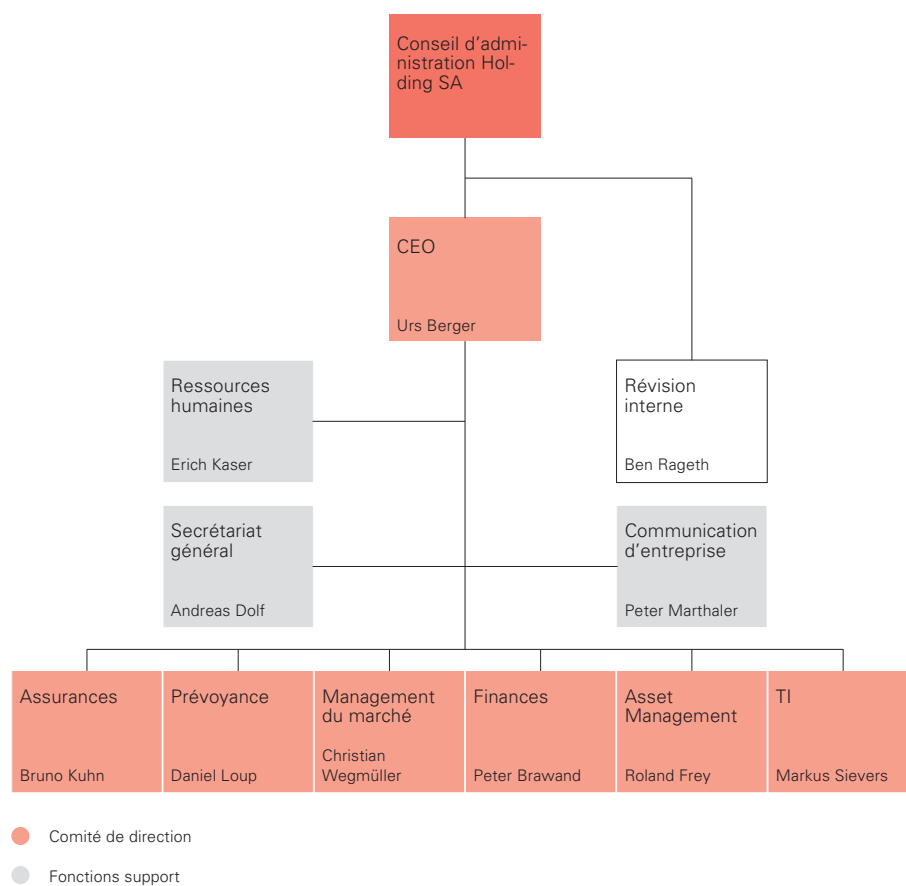 Conseil d'admi-
nistration Hol-
ding SA
CEO
Urs Berger
Ressources
humaines
Erich Kaser
Révision
interne
Ben Rageth
Secrétariat
général
Andreas Dolf
Communication
d'entreprise
Peter Marthaler
Assurances
Bruno Kuhn
Prévoyance
Daniel Loup
Management
du marché
Christian
Wegmüller
Finances
Peter Brawand
Asset
Management
Roland Frey
TI
Markus Sievers
Comité de direction
Fonctions support